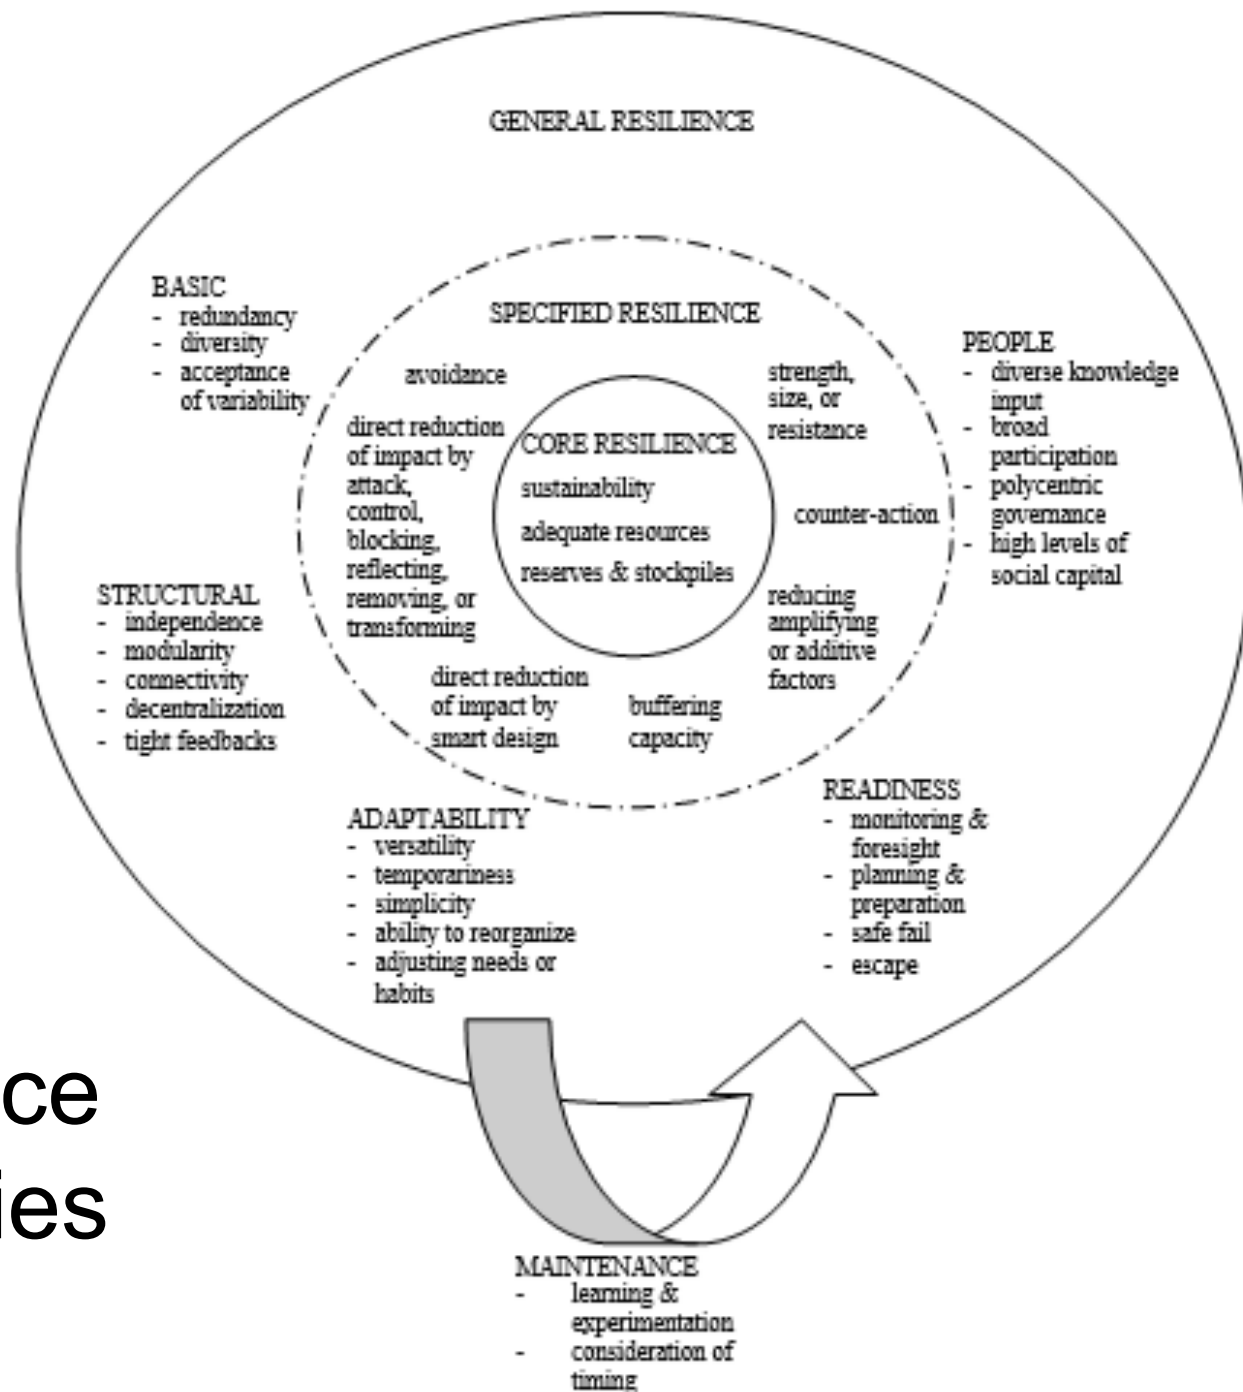 GENERAL RESILIENCE
BASIC
- redundancy
- diversity
- acceptance
of variability
SPECIFIED RESILIENCE
avoidance
direct reduction
of impact by
attack,
control,
blocking,
reflecting,
removing, or
transforming
direct reduction
of impact by
smart design
buffering
capacity
strength,
size, or
resistance
counter-action
reducing
amplifying
or additive
factors
CORE RESILIENCE
sustainability
adequate resources
reserves & stockpiles
PEOPLE
- diverse knowledge
input
- broad
participation
- polycentric
governance
- high levels of
social capital
STRUCTURAL
- independence
- modularity
- connectivity
- decentralization
- tight feedbacks
ADAPTABILITY
- versatility
- temporariness
- simplicity
- ability to reorganize
- adjusting needs or
habits
READINESS
- monitoring &
foresight
- planning &
preparation
- safe fail
- escape
ce
ies
MAINTENANCE
- learning &
experimentation
- consideration of
timing